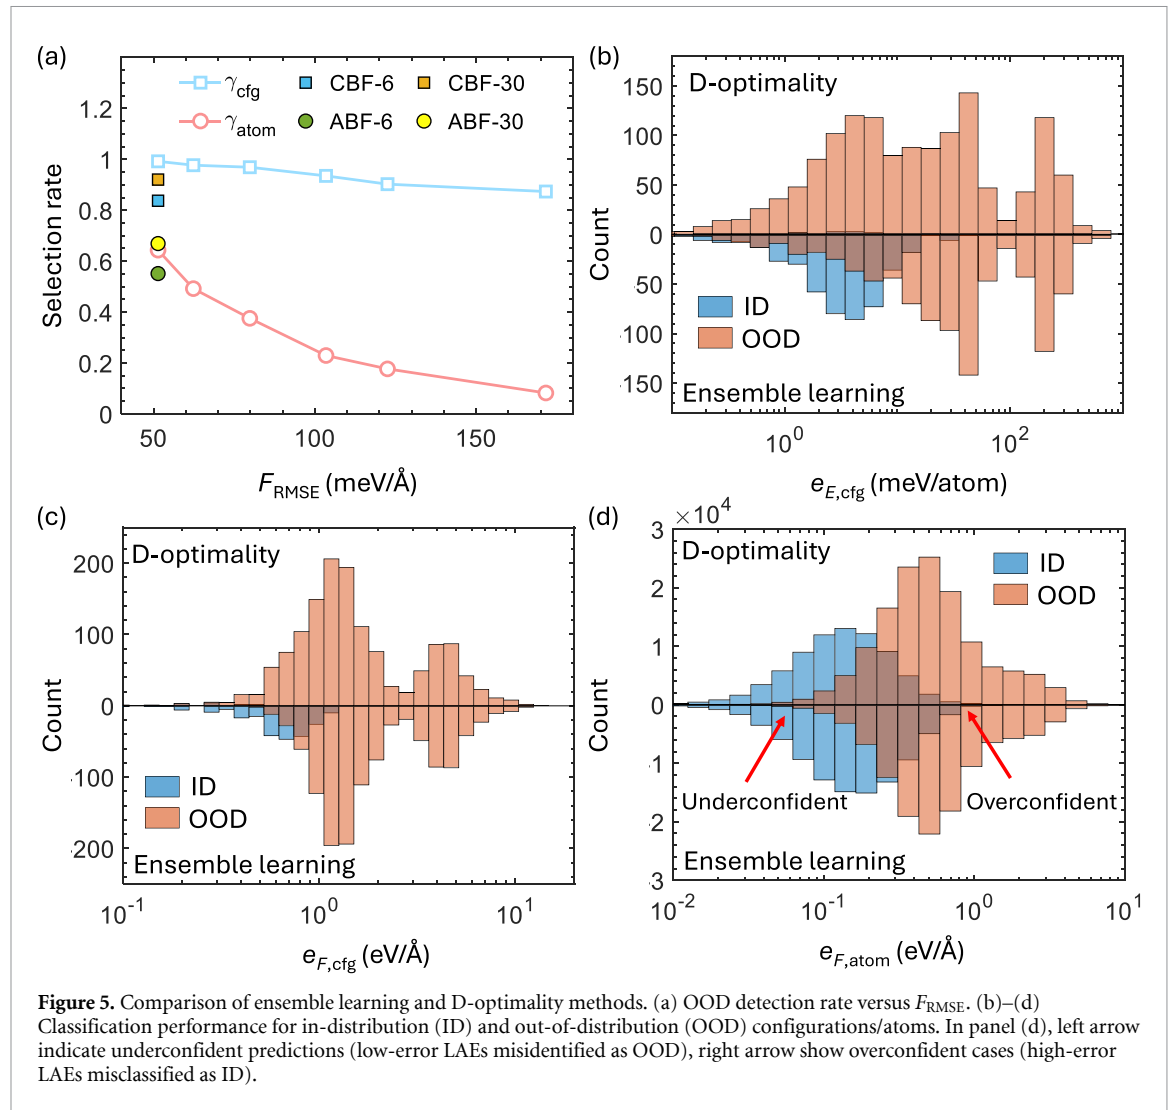 (a)
γcfg
CBF-6
CBF-30
γatom
ABF-6
ABF-30
1.2
1
0.8
0.6
0.4
0.2
0
Selection rate
50
100
150
FRMSE (meV/Å)
(b)
D-optimality
150
100
50
0
50
100
150
Count
ID
OOD
Ensemble learning
10^0
10^2
eE,cfg (meV/atom)
(c)
D-optimality
200
100
0
100
200
Count
ID
OOD
Ensemble learning
10^-1
10^0
10^1
eF,cfg (eV/Å)
(d)
×10^4
D-optimality
ID
OOD
3
2
1
0
1
2
3
Count
Underconfident
Overconfident
Ensemble learning
10^-2
10^-1
10^0
10^1
eF,atom (eV/Å)
Figure 5. Comparison of ensemble learning and D-optimality methods. (a) OOD detection rate versus FRMSE. (b)–(d)
Classification performance for in-distribution (ID) and out-of-distribution (OOD) configurations/atoms. In panel (d), left arrow
indicate underconfident predictions (low-error LAEs misidentified as OOD), right arrow show overconfident cases (high-error
LAEs misclassified as ID).